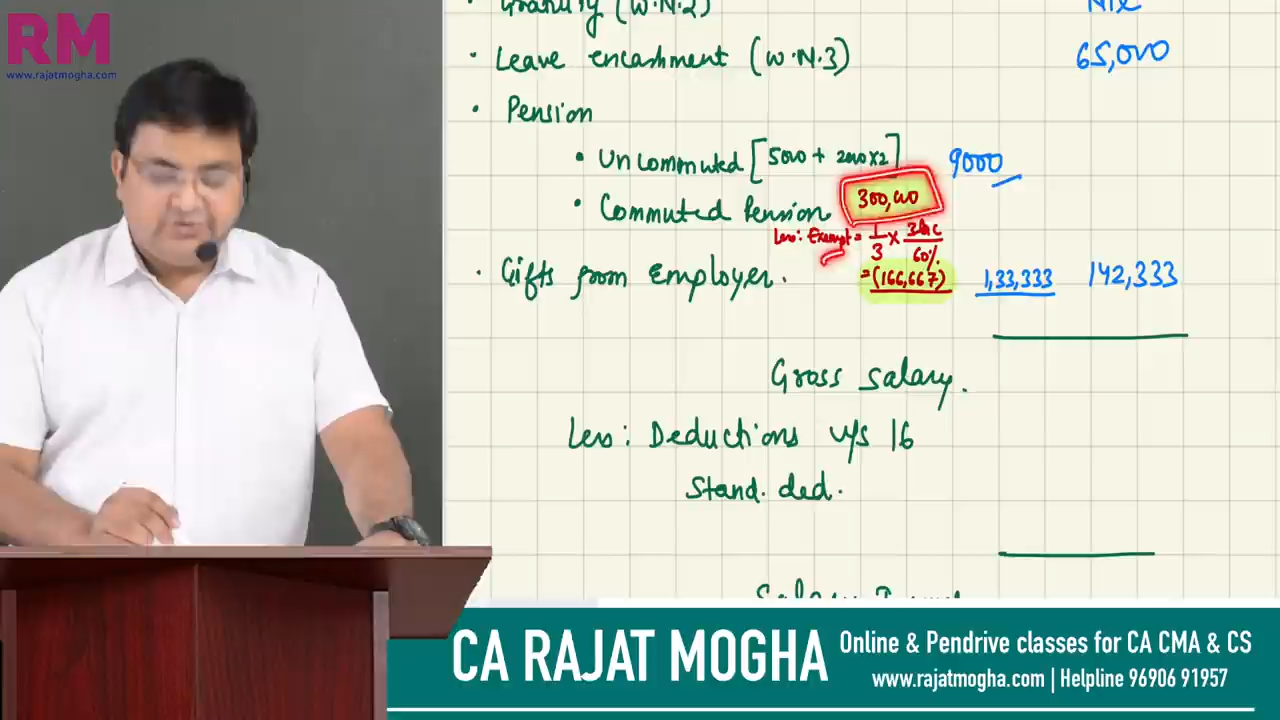 RM
www.rajatmogha.com
• Gratuity (W.N.2) Nil
• Leave encashment (W.N.3) 65,000
• Pension
• Uncommuted [5000 + 2000x2] 9000
• Commuted Pension 300,000
Less: Exempt = 1/3 x 3lac/60%
= (166,667) 1,33,333 142,333
• Gifts from Employer.
Gross salary.
Less: Deductions u/s 16
Stand. ded.
CA RAJAT MOGHA
Online & Pendrive classes for CA CMA & CS
www.rajatmogha.com | Helpline 96906 91957